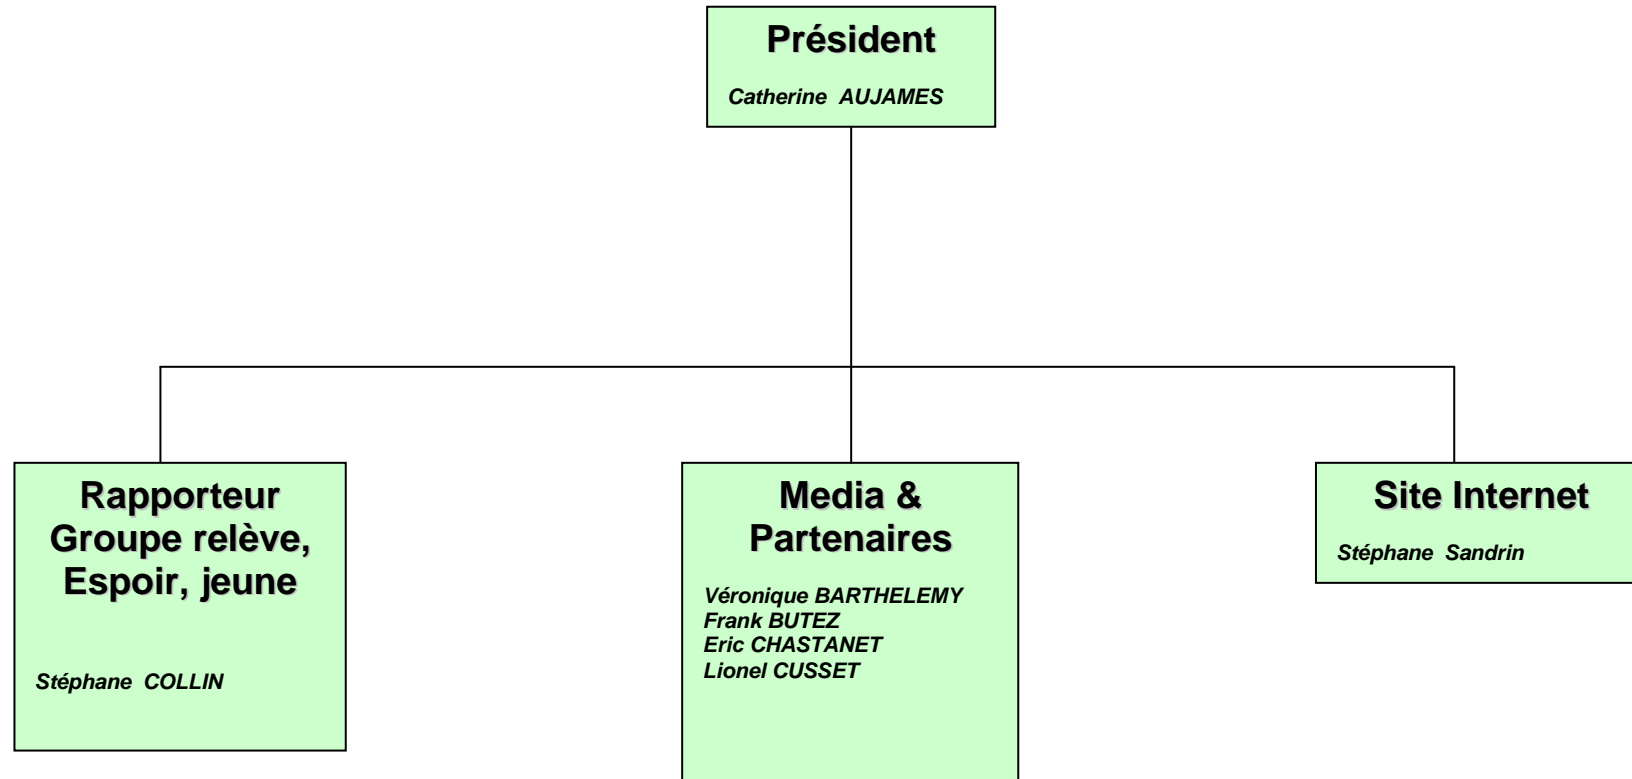 Président
Catherine AUJAMES
Rapporteur
Groupe relève,
Espoir, jeune
Stéphane COLLIN
Media &
Partenaires
Véronique BARTHELEMY
Frank BUTEZ
Eric CHASTANET
Lionel CUSSET
Site Internet
Stéphane Sandrin